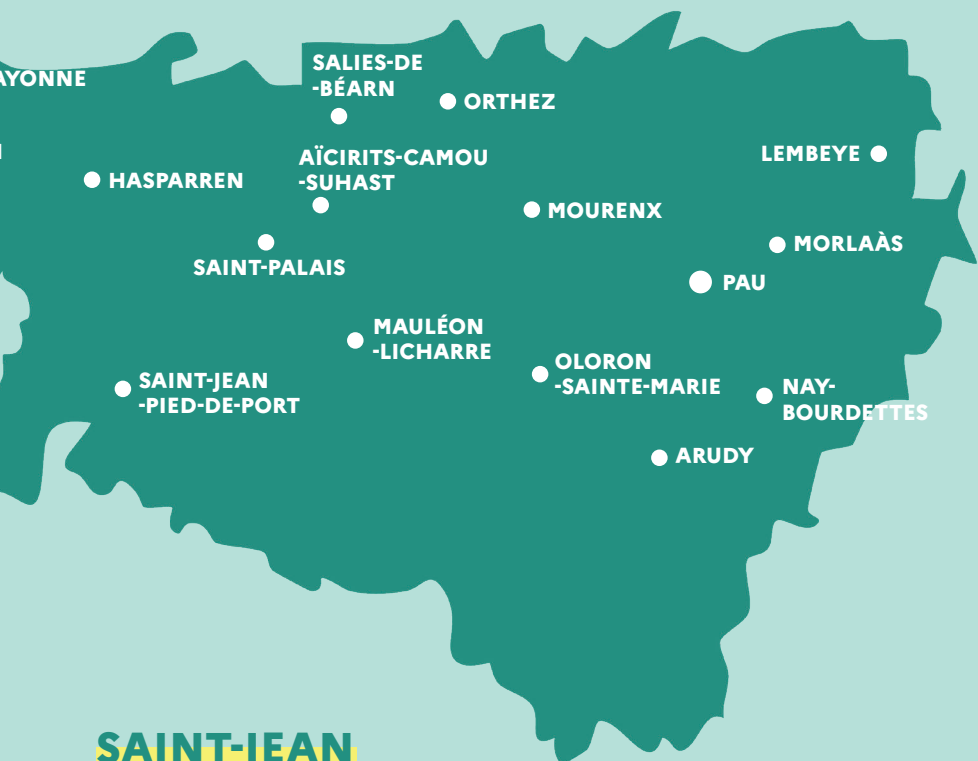 SALIES-DE
-BÉARN
AYONNE
ORTHEZ
LEMBEYE
AÏCIRITS-CAMOU
-SUHAST
HASPARREN
MOURENX
MORLAÀS
SAINT-PALAIS
PAU
MAULÉON
-LICHARRE
OLORON
-SAINTE-MARIE
SAINT-JEAN
-PIED-DE-PORT
NAY-
BOURDETTES
ARUDY
SAINT-JEAN